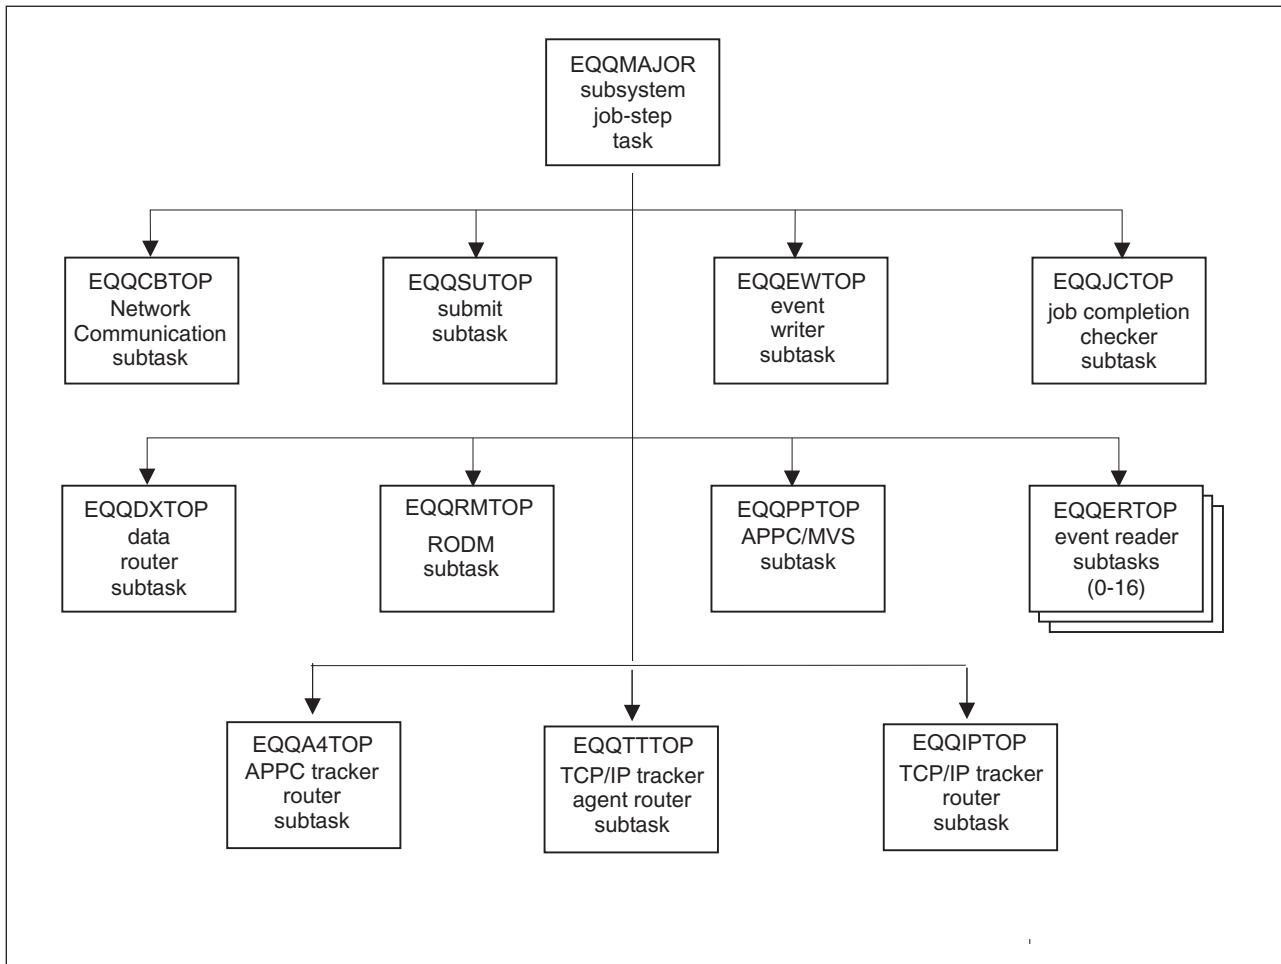 EQQMAJOR
subsystem
job-step
task
EQQCBTOP
Network
Communication
subtask
EQQSUTOP
submit
subtask
EQQEWTOP
event
writer
subtask
EQQJCTOP
job completion
checker
subtask
EQQDXTOP
data
router
subtask
EQQRMTOP
RODM
subtask
EQQPPTOP
APPC/MVS
subtask
EQQERTOP
event reader
subtasks
(0-16)
EQQA4TOP
APPC tracker
router
subtask
EQQTTTOP
TCP/IP tracker
agent router
subtask
EQQIPTOP
TCP/IP tracker
router
subtask